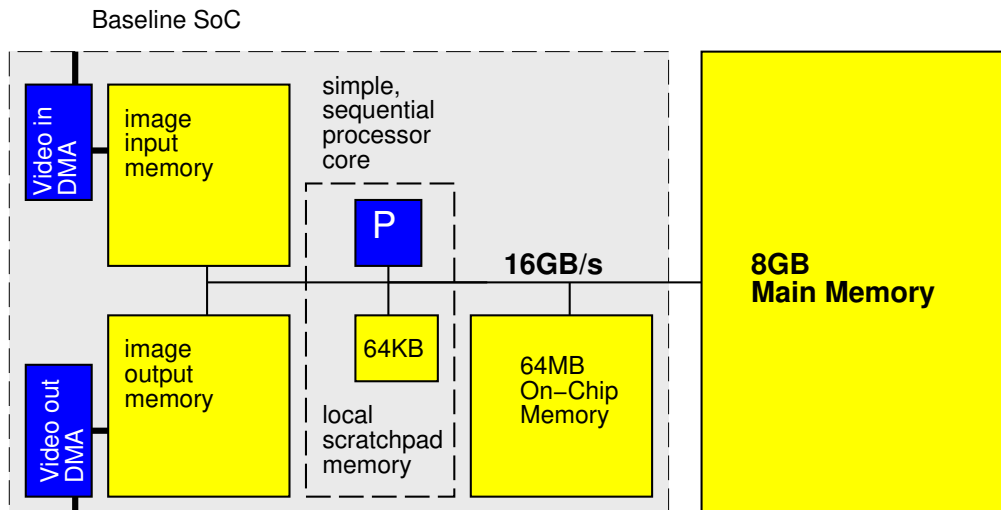 Baseline SoC
Video in
DMA
image
input
memory
simple,
sequential
processor
core
P
16GB/s
8GB
Main Memory
Video out
DMA
image
output
memory
64KB
local
scratchpad
memory
64MB
On−Chip
Memory